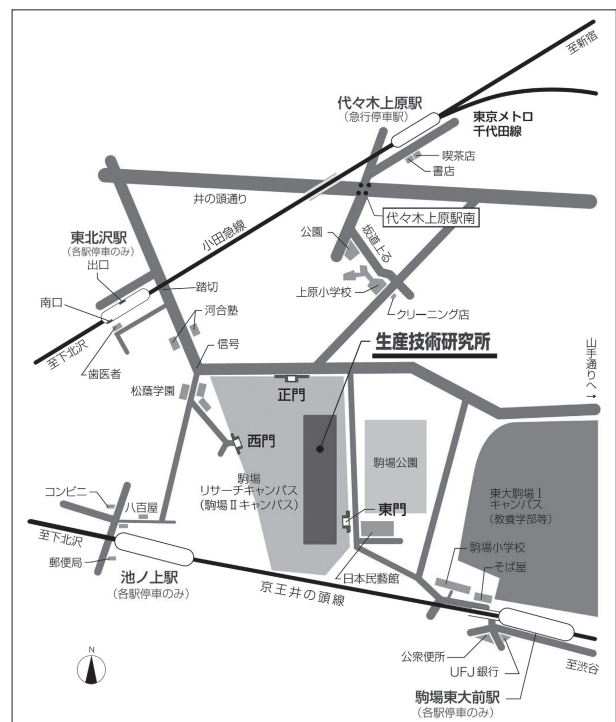 至新宿
代々木上原駅
(急行停車駅)
東京メトロ
千代田線
喫茶店
書店
井の頭通り
代々木上原駅南
小田急線
公園
坂道上る
東北沢駅
(各駅停車のみ)
出口
踏切
上原小学校
クリーニング店
南口
河合塾
至下北沢
信号
歯医者
生産技術研究所
山手通りへ→
松蔭学園
正門
西門
駒場
リサーチキャンパス
(駒場Ⅱキャンパス)
駒場公園
東大駒場Ⅰ
キャンパス
(教養学部等)
コンビニ
八百屋
東門
至下北沢
駒場小学校
そば屋
郵便局
日本民藝館
池ノ上駅
(各駅停車のみ)
京王井の頭線
N
公衆便所
UFJ 銀行
至渋谷
駒場東大前駅
(各駅停車のみ)